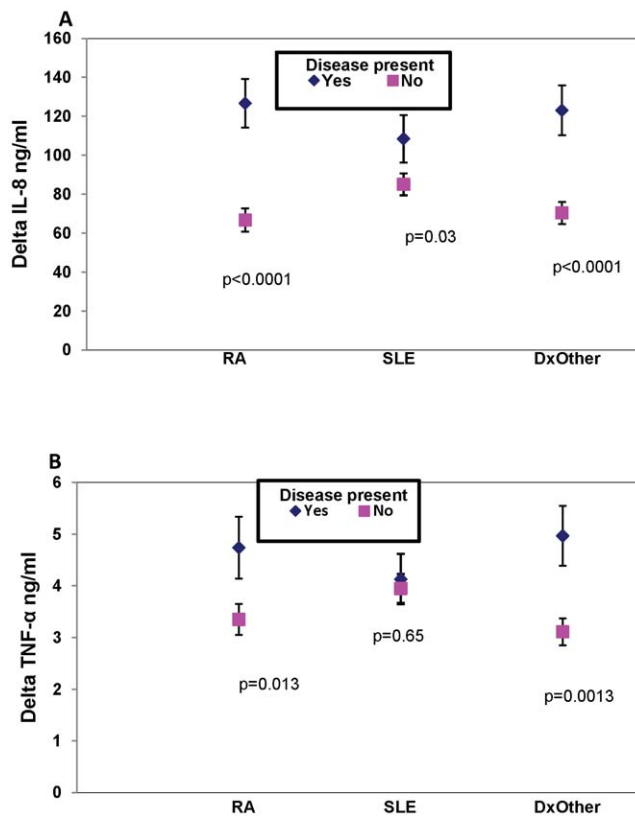 A
160
140
120
100
80
60
40
20
0
Delta IL-8 ng/ml
Disease present
Yes No
p<0.0001
p=0.03
p<0.0001
RA SLE DxOther
B
6
5
4
3
2
1
0
Delta TNF-α ng/ml
Disease present
Yes No
p=0.013
p=0.65
p=0.0013
RA SLE DxOther